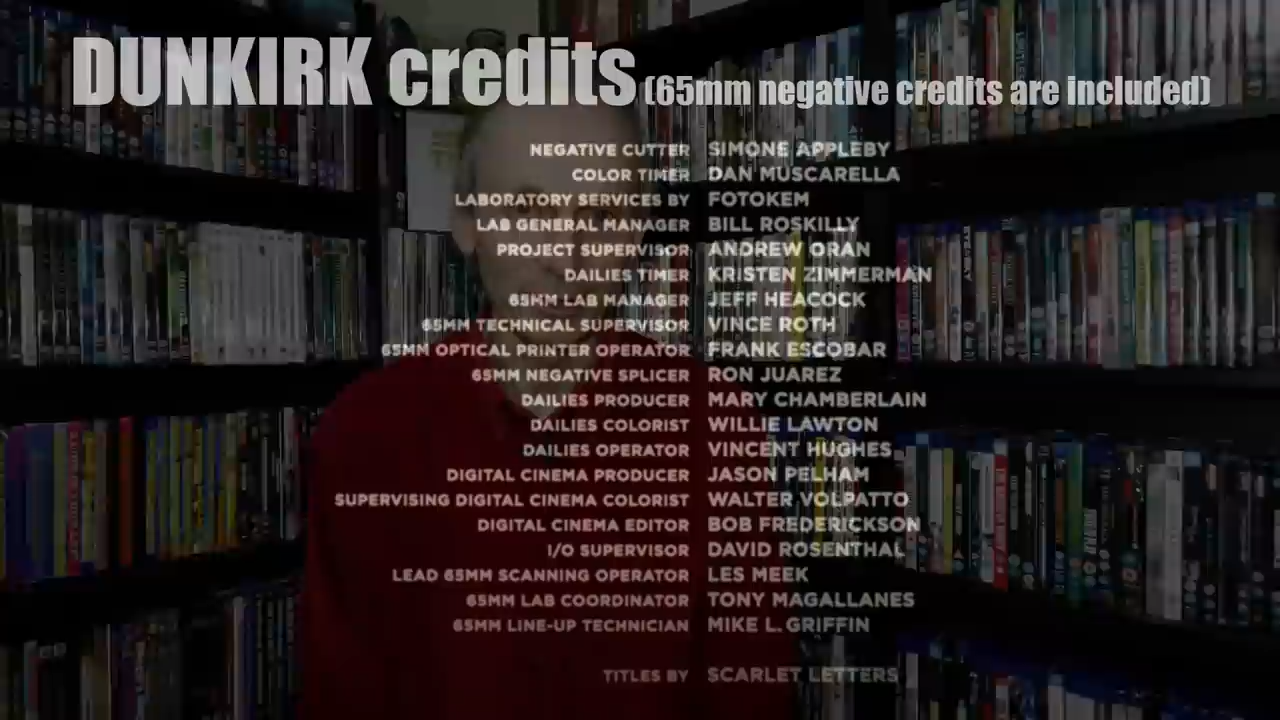 DUNKIRK credits (65mm negative credits are included)
NEGATIVE CUTTER SIMONE APPLEBY
COLOR TIMER DAN MUSCARELLA
LABORATORY SERVICES BY FOTOKEM
LAB GENERAL MANAGER BILL ROSKILLY
PROJECT SUPERVISOR ANDREW ORAN
DAILIES TIMER KRISTEN ZIMMERMAN
65MM LAB MANAGER JEFF HEACOCK
65MM TECHNICAL SUPERVISOR VINCE ROTH
65MM OPTICAL PRINTER OPERATOR FRANK ESCOBAR
65MM NEGATIVE SPLICER RON JUAREZ
DAILIES PRODUCER MARY CHAMBERLAIN
DAILIES COLORIST WILLIE LAWTON
DAILIES OPERATOR VINCENT HUGHES
DIGITAL CINEMA PRODUCER JASON PELHAM
SUPERVISING DIGITAL CINEMA COLORIST WALTER VOLPATTO
DIGITAL CINEMA EDITOR BOB FREDERICKSON
I/O SUPERVISOR DAVID ROSENTHAL
LEAD 65MM SCANNING OPERATOR LES MEEK
65MM LAB COORDINATOR TONY MAGALLANES
65MM LINE-UP TECHNICIAN MIKE L. GRIFFIN
TITLES BY SCARLET LETTERS